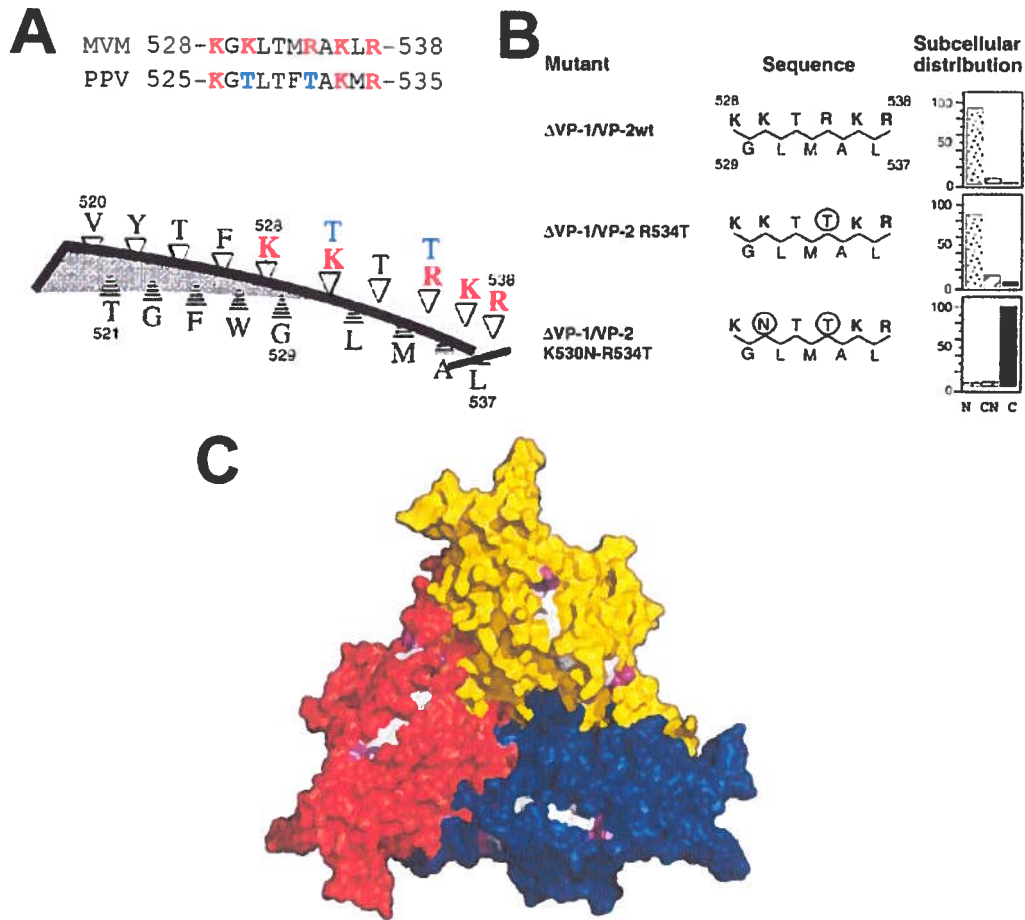 A
MVM 528-KGKLTMRAKLR-538
PPV 525-KGTLTFTAKMR-535
520 528 T T 538
V Y T F K K T R K R
T G F W G L M A L
521 529 537
B
Mutant Sequence Subcellular distribution
528 538
K K T R K R
ΔVP-1/VP-2wt
G L M A L
529 537
100
50
0
K K T T K R
ΔVP-1/VP-2 R534T
G L M A L
100
50
0
K N T T K R
ΔVP-1/VP-2 K530N-R534T
G L M A L
100
50
0
N CN C
C